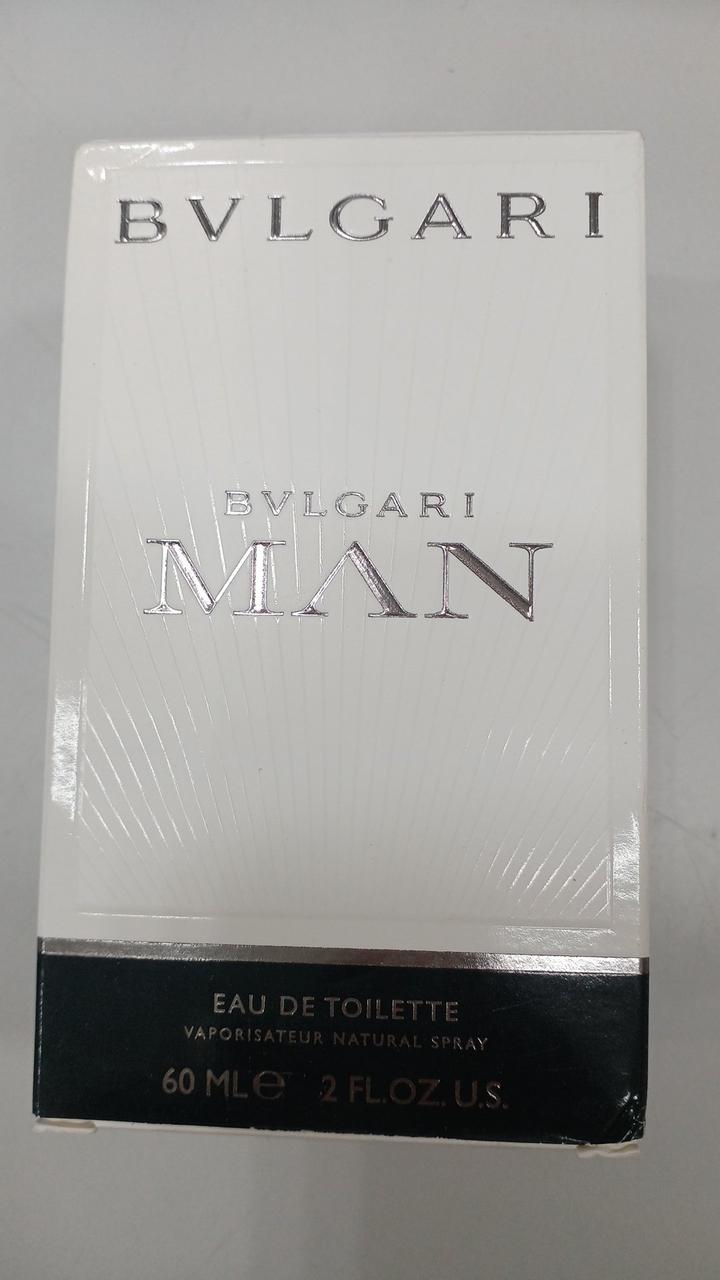 BVLGARI
BVLGARI
MAN
EAU DE TOILETTE
VAPORISATEUR NATURAL SPRAY
60 ML ℮ 2 FL.OZ. U.S.